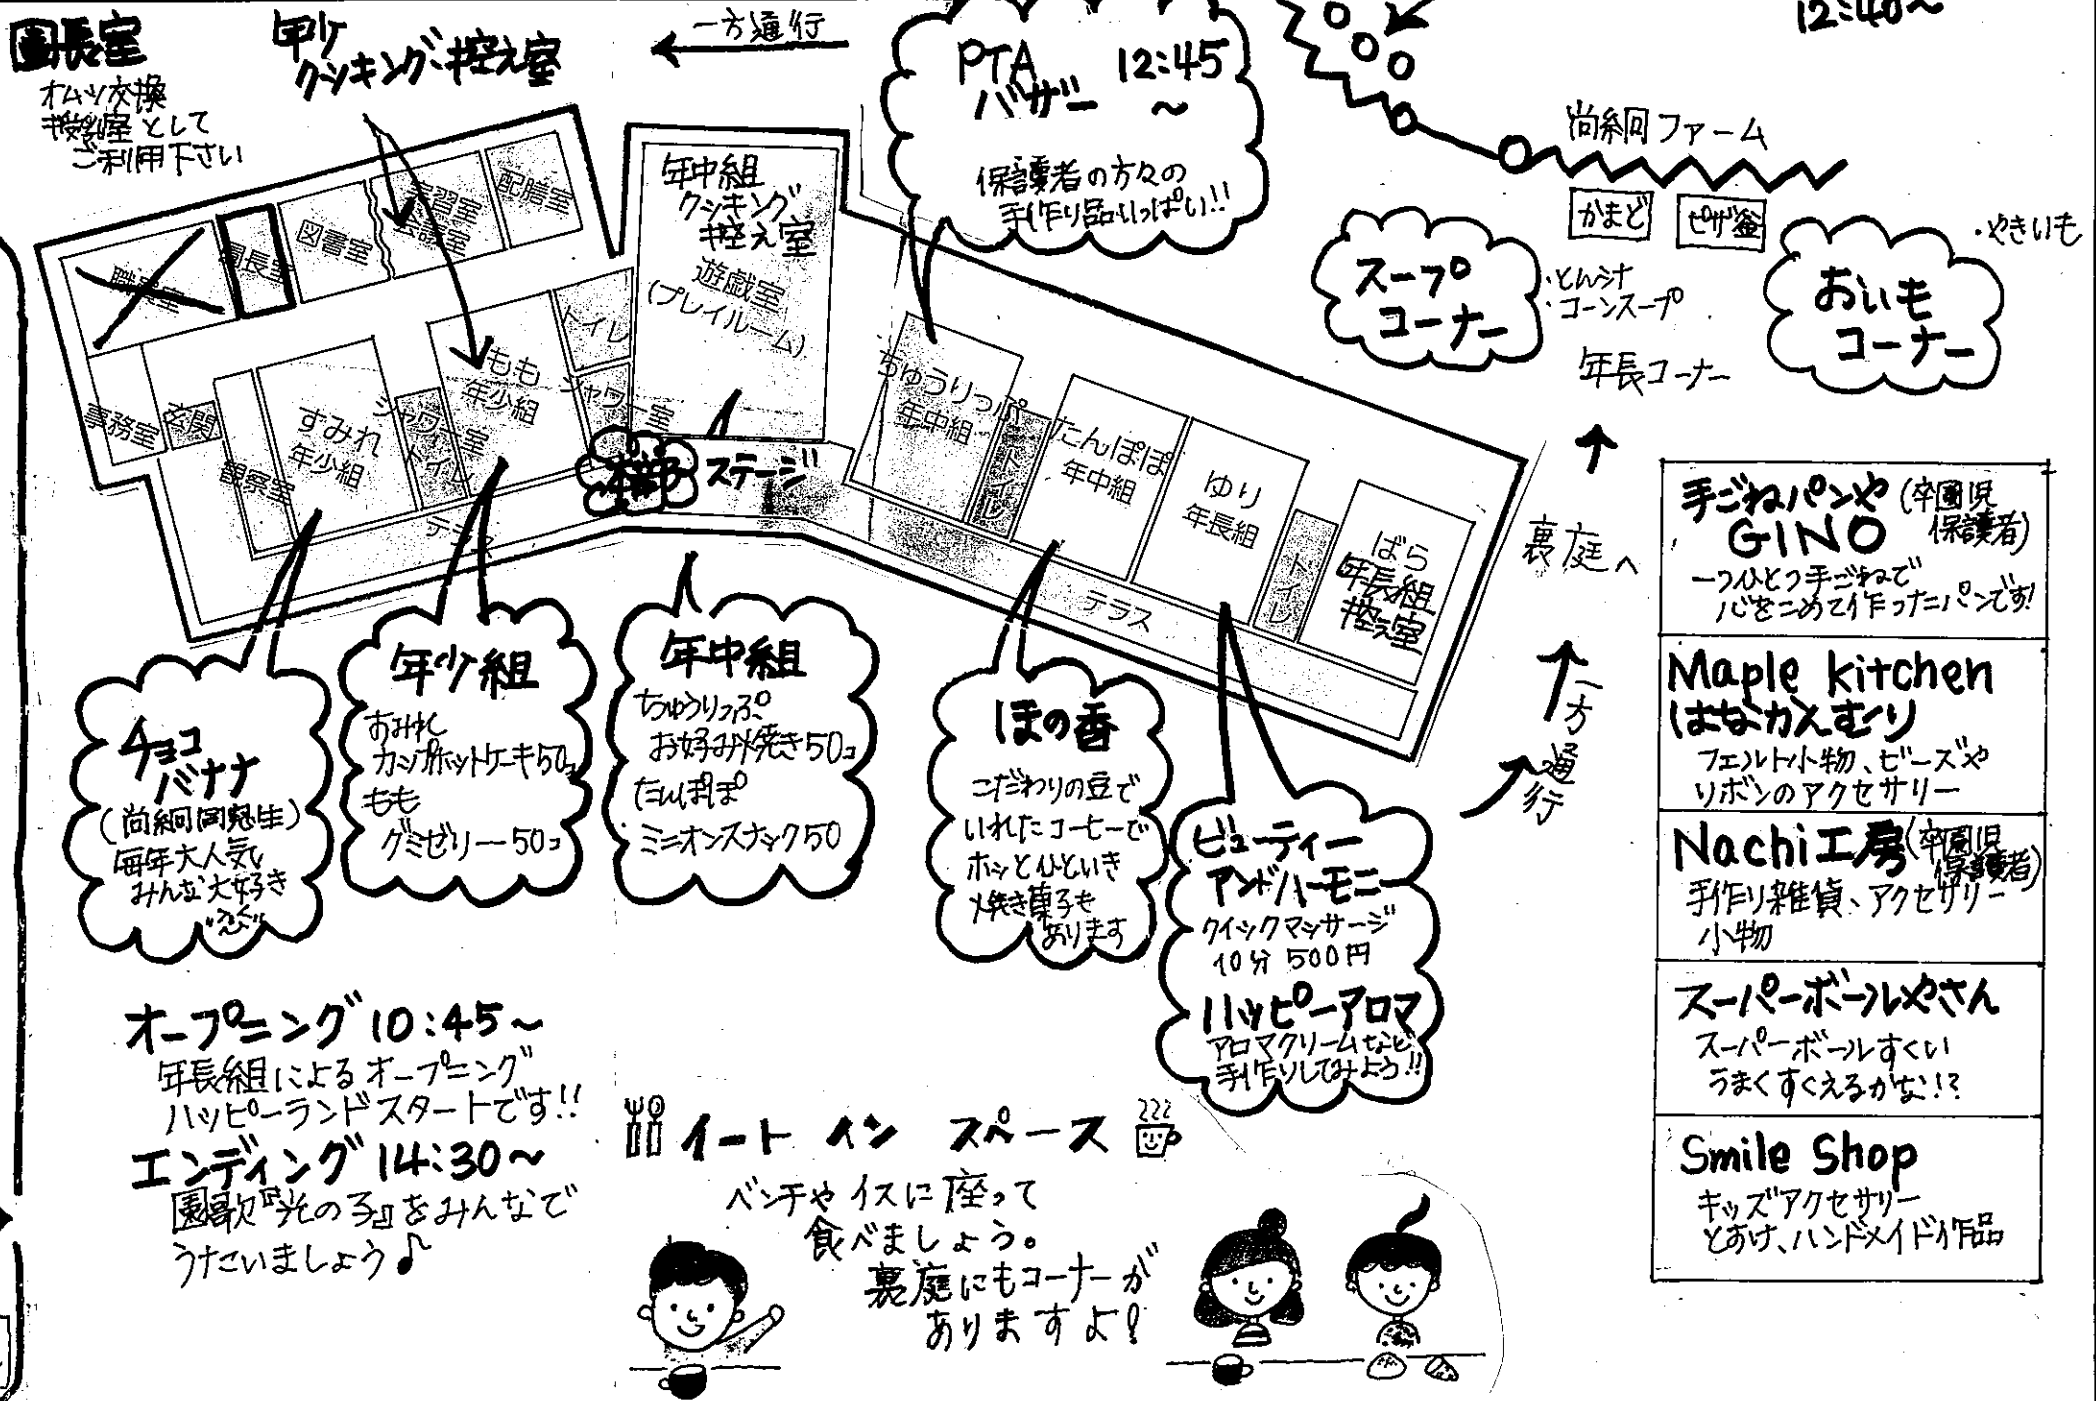 園長室
オムツ交換
授乳室として
ご利用下さい
年少
クッキング控え室
一方通行
PTA
バザー
12:45
～
保護者の方々の
手作り品いっぱい!!
12:40～
尚絅ファーム
かまど
ピザ釜
スープ
コーナー
・とん汁
・コーンスープ
おいも
コーナー
・やきいも
年長コーナー
職員室
園長室
図書室
会議室
配膳室
年中組
クッキング
控え室
遊戯室
(プレイルーム)
事務室
玄関
観察室
すみれ
年少組
シャワー室
トイレ
もも
年少組
トイレ
シャワー室
本部
ステージ
テラス
ちゅうりっぷ
年中組
トイレ
たんぽぽ
年中組
ゆり
年長組
トイレ
ばら
年長組
控え室
テラス
裏庭へ
一方通行
チョコ
バナナ
(尚絅同窓生)
毎年大人気
みんな大好き
年少組
すみれ
カップホットケーキ50コ
もも
グミゼリー50コ
年中組
ちゅうりっぷ
お好み焼き50コ
たんぽぽ
ミニオンスナック50
ほの香
こだわりの豆で
いれたコーヒーで
ホッとひといき
焼き菓子も
あります
ビューティー
アンドハーモニー
クイックマッサージ
10分 500円
ハッピーアロマ
アロマクリームなど
手作りしてみよう!!
手ごねパンや
GINO
(卒園児
保護者)
一つひとつ手ごねで
心をこめて作ったパンです!
Maple kitchen
はなかんむり
フェルト小物、ビーズや
リボンのアクセサリー
Nachi工房
(卒園児
保護者)
手作り雑貨、アクセサリー
小物
スーパーボールやさん
スーパーボールすくい
うまくすくえるかな!?
Smile Shop
キッズアクセサリー
とあけ、ハンドメイド作品
オープニング 10:45～
年長組によるオープニング
ハッピーランドスタートです!!
エンディング 14:30～
園歌『光の子』をみんなで
うたいましょう♪
イート イン スペース
ベンチやイスに座って
食べましょう。
裏庭にもコーナーが
ありますよ!